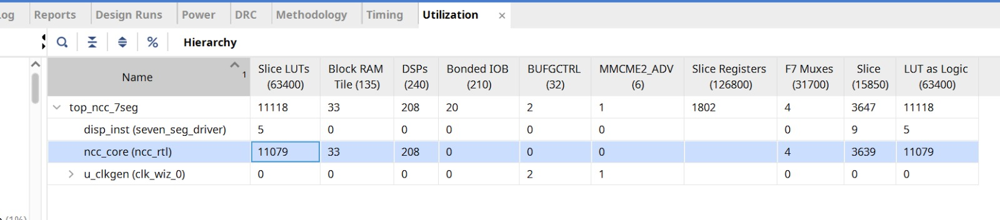 og Reports Design Runs Power DRC Methodology Timing Utilization ×
% Hierarchy
Name 1 Slice LUTs (63400) Block RAM Tile (135) DSPs (240) Bonded IOB (210) BUFGCTRL (32) MMCME2_ADV (6) Slice Registers (126800) F7 Muxes (31700) Slice (15850) LUT as Logic (63400)
top_ncc_7seg 11118 33 208 20 2 1 1802 4 3647 11118
disp_inst (seven_seg_driver) 5 0 0 0 0 0 0 9 5
ncc_core (ncc_rtl) 11079 33 208 0 0 0 4 3639 11079
u_clkgen (clk_wiz_0) 0 0 0 0 2 1 0 0 0
(1%)